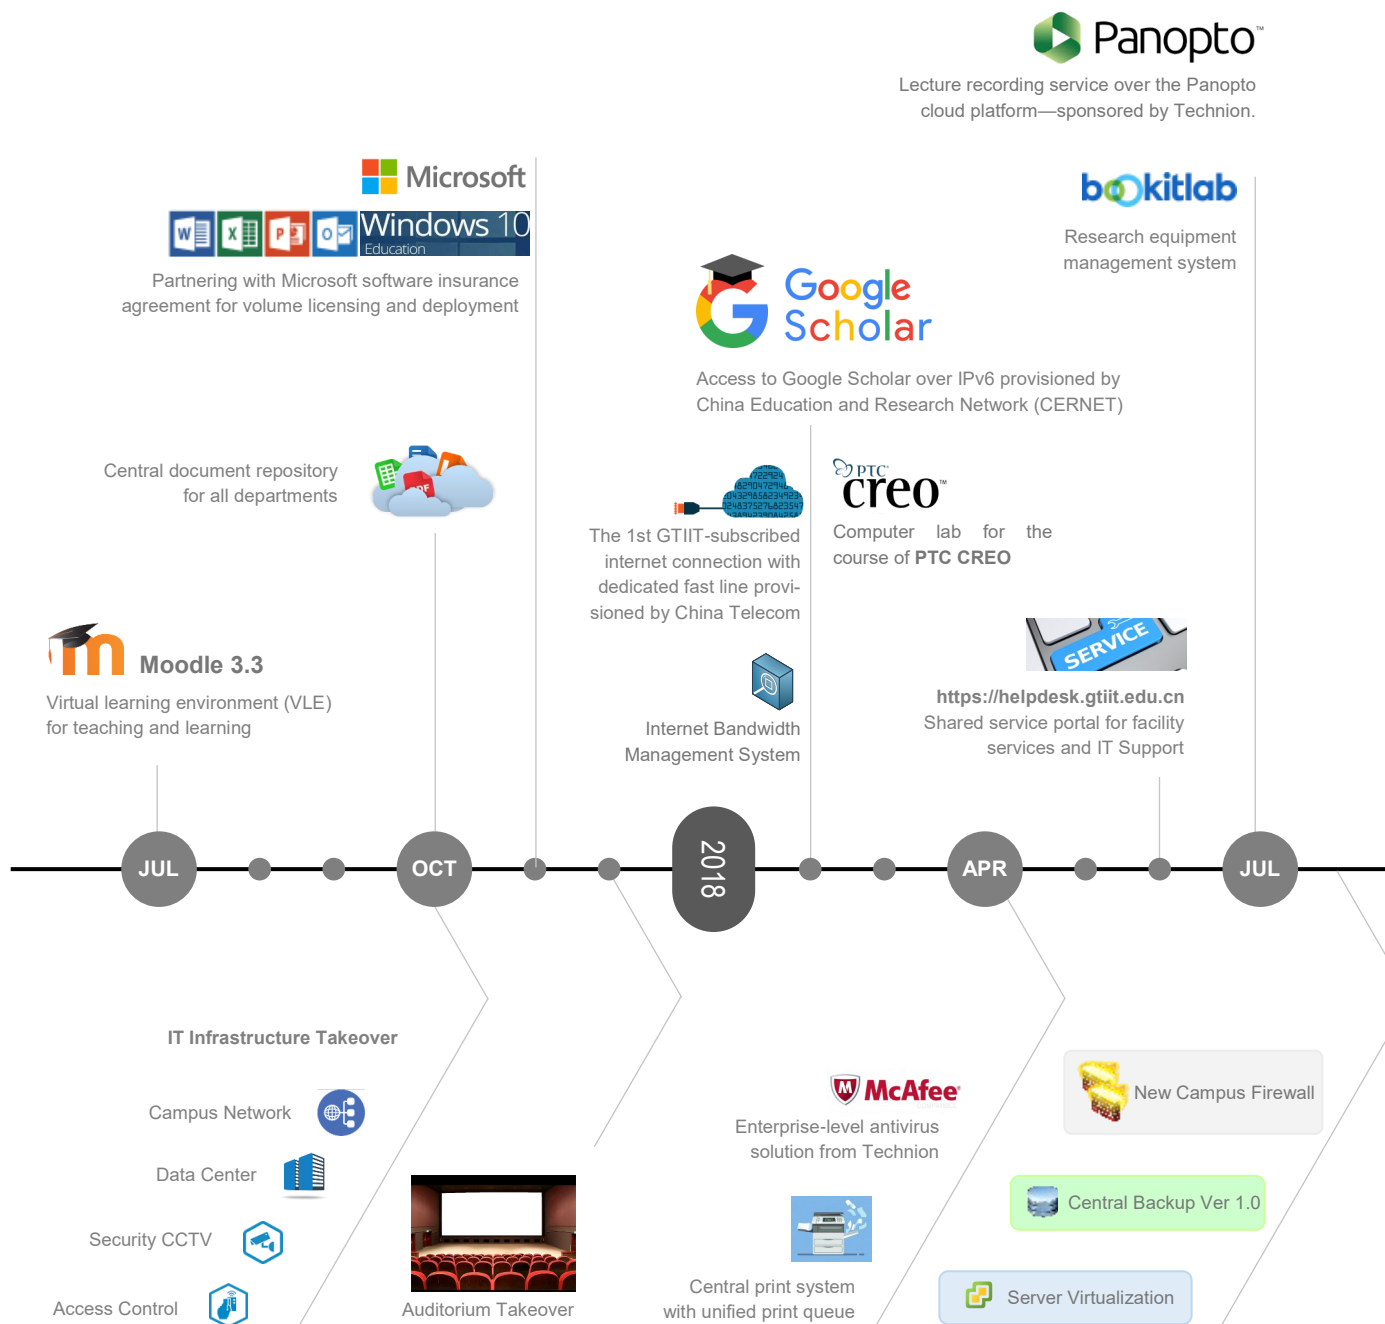 Panopto™
Lecture recording service over the Panopto
cloud platform—sponsored by Technion.
Microsoft
Windows 10
Education
Partnering with Microsoft software insurance
agreement for volume licensing and deployment
bookitlab
Research equipment
management system
Google
Scholar
Access to Google Scholar over IPv6 provisioned by
China Education and Research Network (CERNET)
Central document repository
for all departments
The 1st GTIIT-subscribed
internet connection with
dedicated fast line provi-
sioned by China Telecom
PTC
creo™
Computer lab for the
course of PTC CREO
Moodle 3.3
Virtual learning environment (VLE)
for teaching and learning
Internet Bandwidth
Management System
SERVICE
https://helpdesk.gtiit.edu.cn
Shared service portal for facility
services and IT Support
JUL
OCT
2018
APR
JUL
IT Infrastructure Takeover
Campus Network
Data Center
Security CCTV
Access Control
Auditorium Takeover
McAfee
Enterprise-level antivirus
solution from Technion
Central print system
with unified print queue
New Campus Firewall
Central Backup Ver 1.0
Server Virtualization